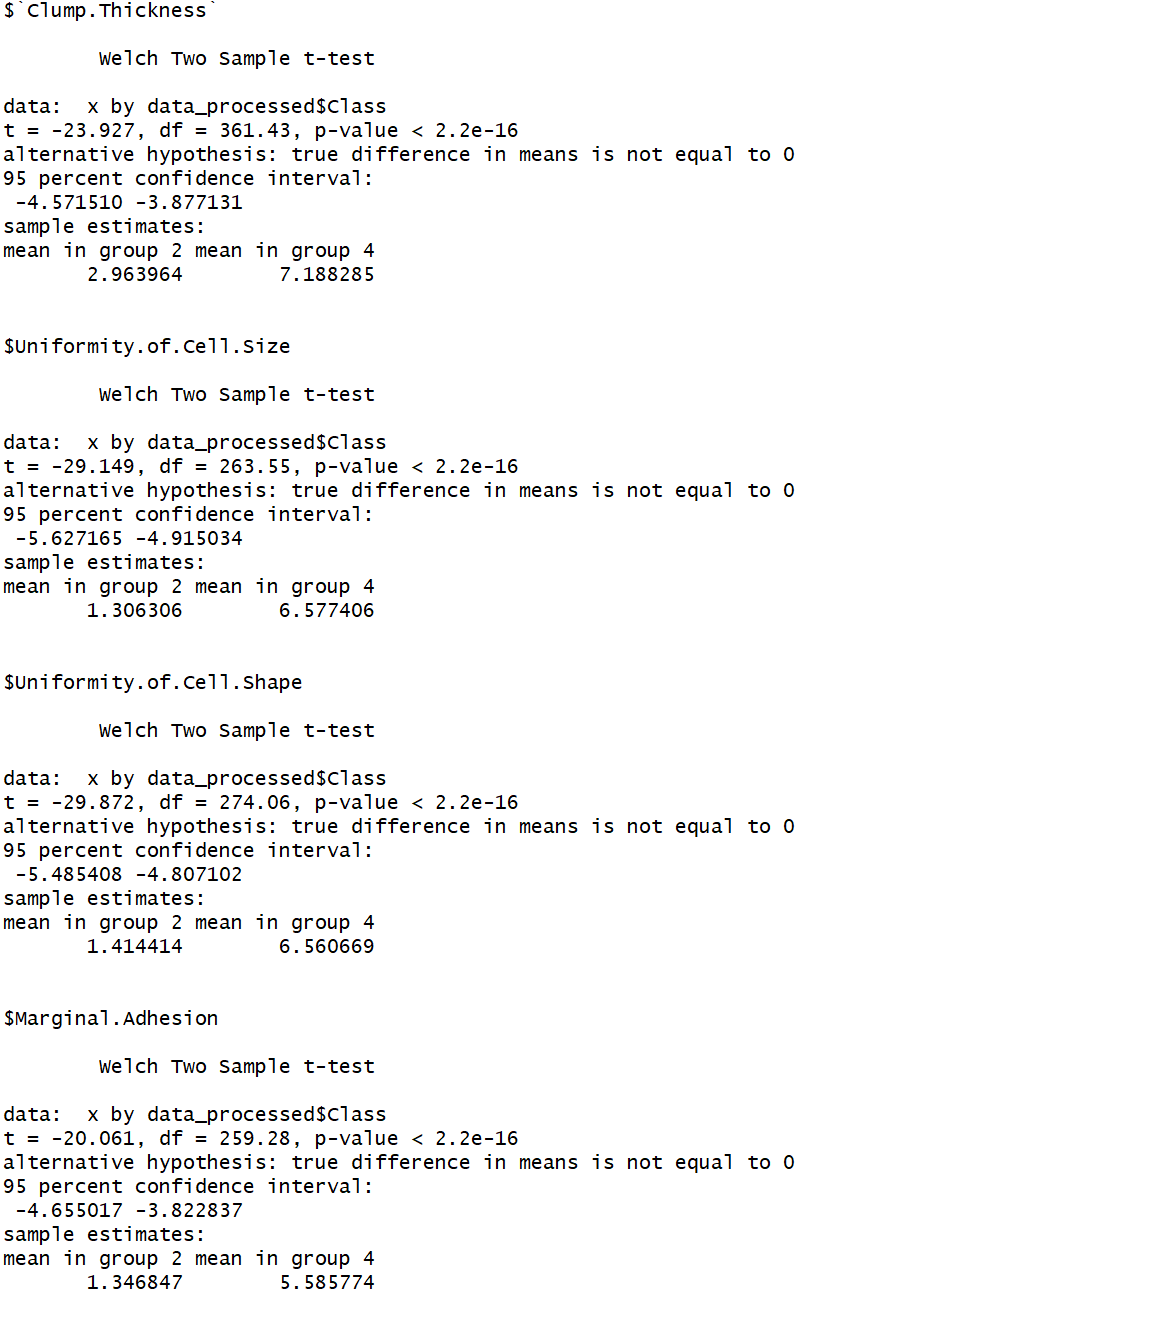 $`Clump.Thickness`
Welch Two Sample t-test
data:  x by data_processed$Class
t = -23.927, df = 361.43, p-value < 2.2e-16
alternative hypothesis: true difference in means is not equal to 0
95 percent confidence interval:
-4.571510 -3.877131
sample estimates:
mean in group 2 mean in group 4
2.963964        7.188285
$Uniformity.of.Cell.Size
Welch Two Sample t-test
data:  x by data_processed$Class
t = -29.149, df = 263.55, p-value < 2.2e-16
alternative hypothesis: true difference in means is not equal to 0
95 percent confidence interval:
-5.627165 -4.915034
sample estimates:
mean in group 2 mean in group 4
1.306306        6.577406
$Uniformity.of.Cell.Shape
Welch Two Sample t-test
data:  x by data_processed$Class
t = -29.872, df = 274.06, p-value < 2.2e-16
alternative hypothesis: true difference in means is not equal to 0
95 percent confidence interval:
-5.485408 -4.807102
sample estimates:
mean in group 2 mean in group 4
1.414414        6.560669
$Marginal.Adhesion
Welch Two Sample t-test
data:  x by data_processed$Class
t = -20.061, df = 259.28, p-value < 2.2e-16
alternative hypothesis: true difference in means is not equal to 0
95 percent confidence interval:
-4.655017 -3.822837
sample estimates:
mean in group 2 mean in group 4
1.346847        5.585774